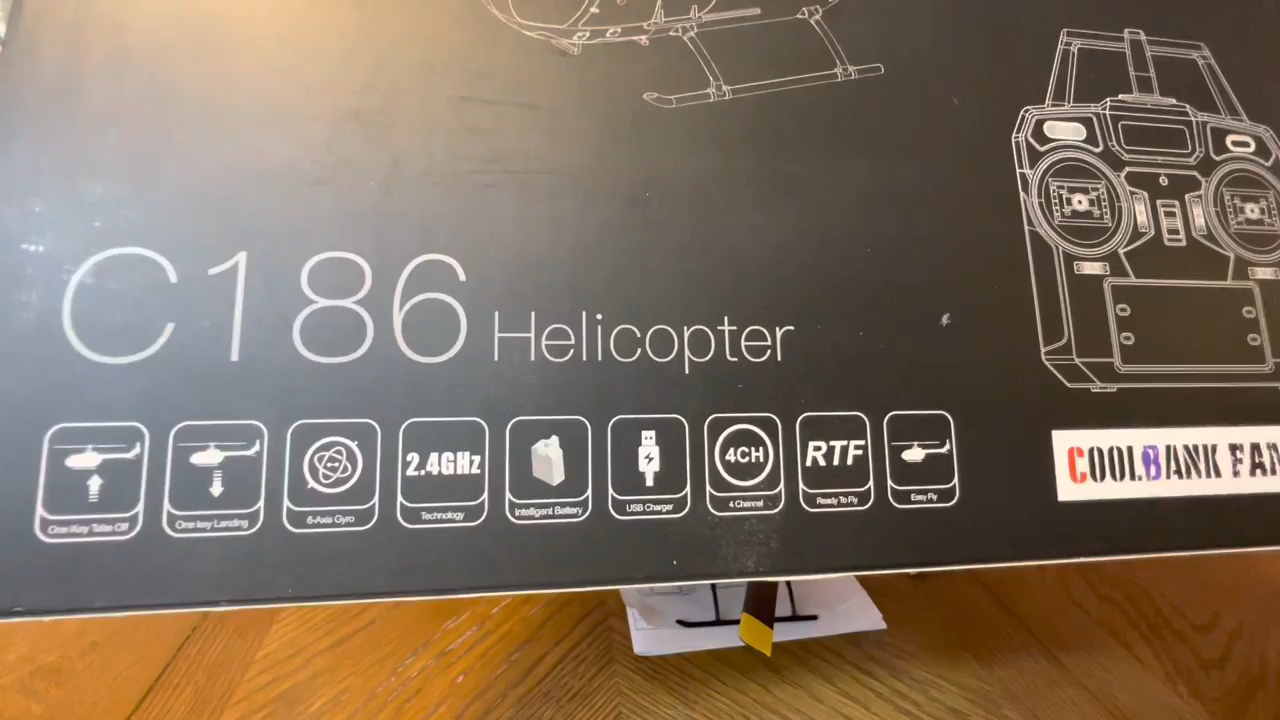 C186 Helicopter
One Key Take Off
One key Landing
6-Axis Gyro
2.4GHz
Technology
Intelligent Battery
USB Charger
4CH
4 Channel
RTF
Ready To Fly
Easy Fly
COOLBANK FAN